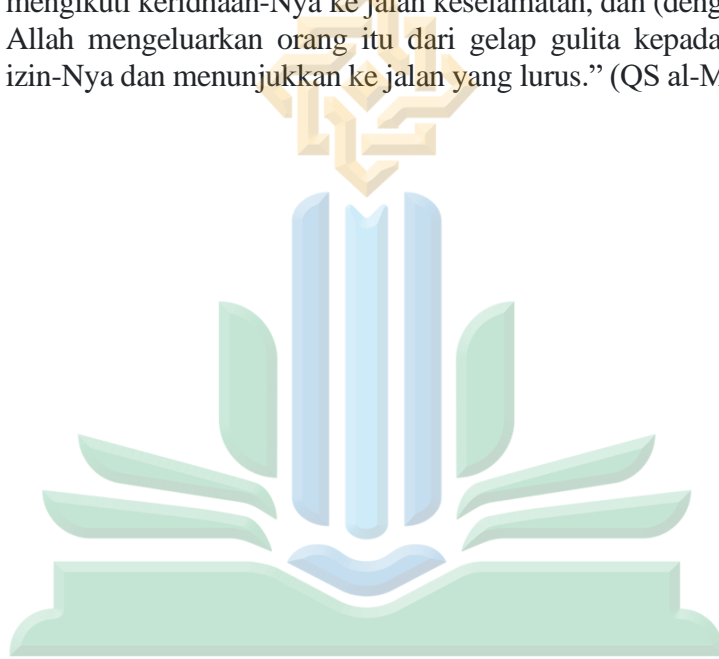 mengikuti keridhaan-Nya ke jalan keselamatan, dan (deng
Allah mengeluarkan orang itu dari gelap gulita kepada
izin-Nya dan menunjukkan ke jalan yang lurus.” (QS al-M